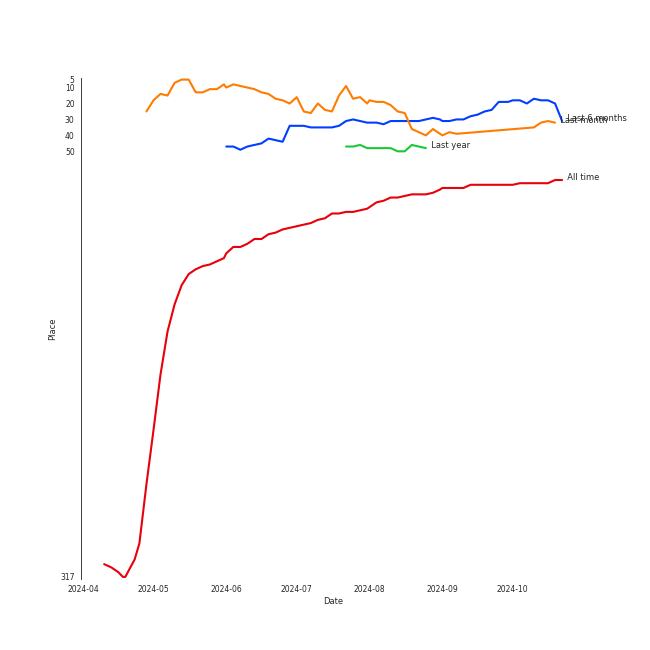 5
10
20
30
40
50
317
Place
Last 6 months
Last month
Last year
All time
2024-04
2024-05
2024-06
2024-07
2024-08
2024-09
2024-10
Date